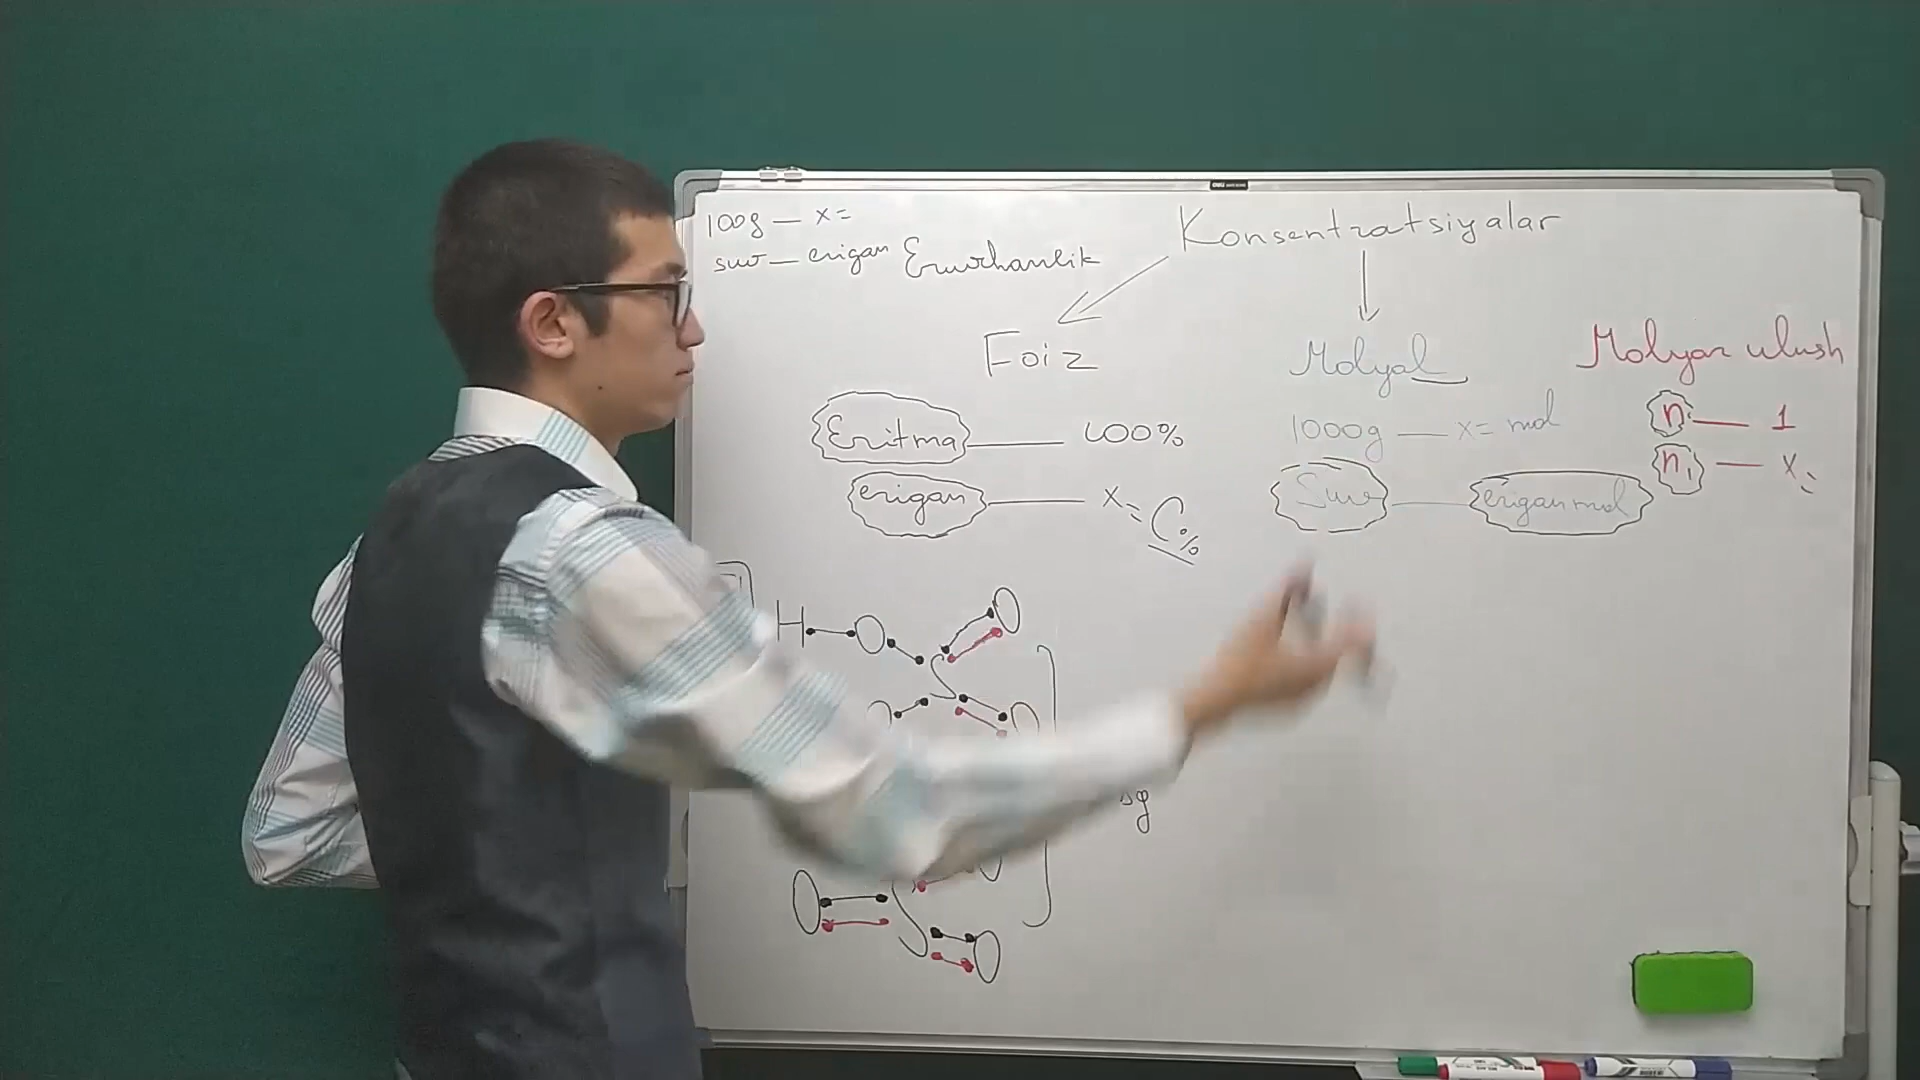 100g — x=
suv — erigan Eruvchanlik
Konsentratsiyalar
Foiz
Eritma — 100%
erigan — x= C%
Molyal
1000g — x= mol
Suv — erigan mol
Molyar ulush
n — 1
n₁ — x=
H O O
S
O O
O
O